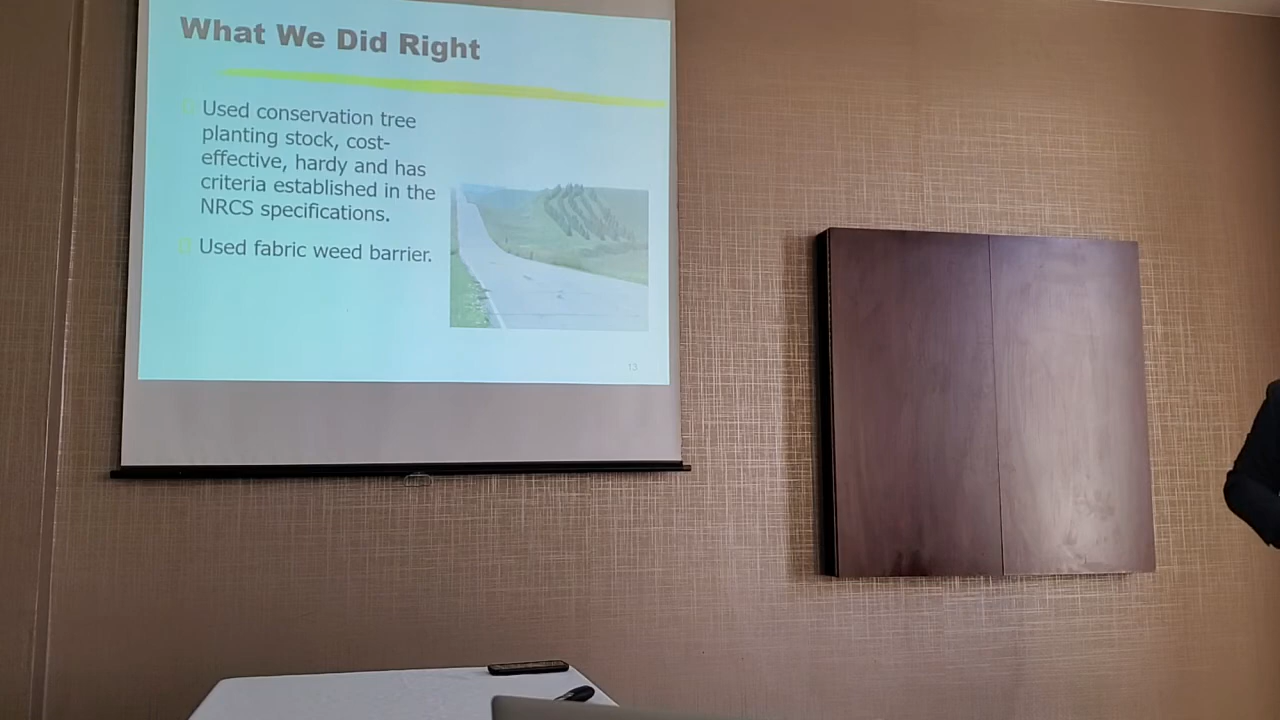 What We Did Right
Used conservation tree
planting stock, cost-
effective, hardy and has
criteria established in the
NRCS specifications.
Used fabric weed barrier.
13